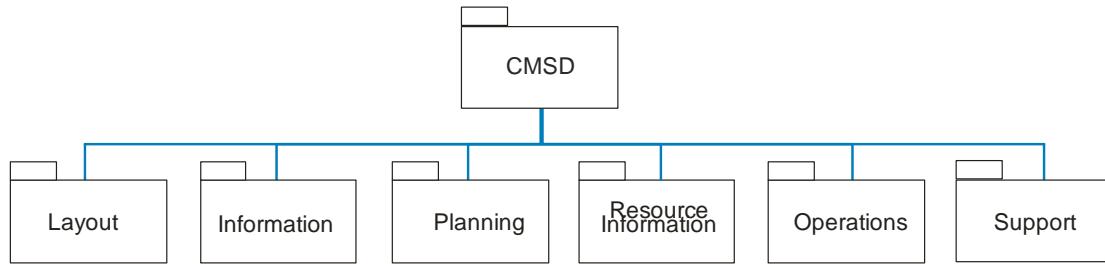 CMSD
Layout
Information
Planning
Resource
Information
Operations
Support